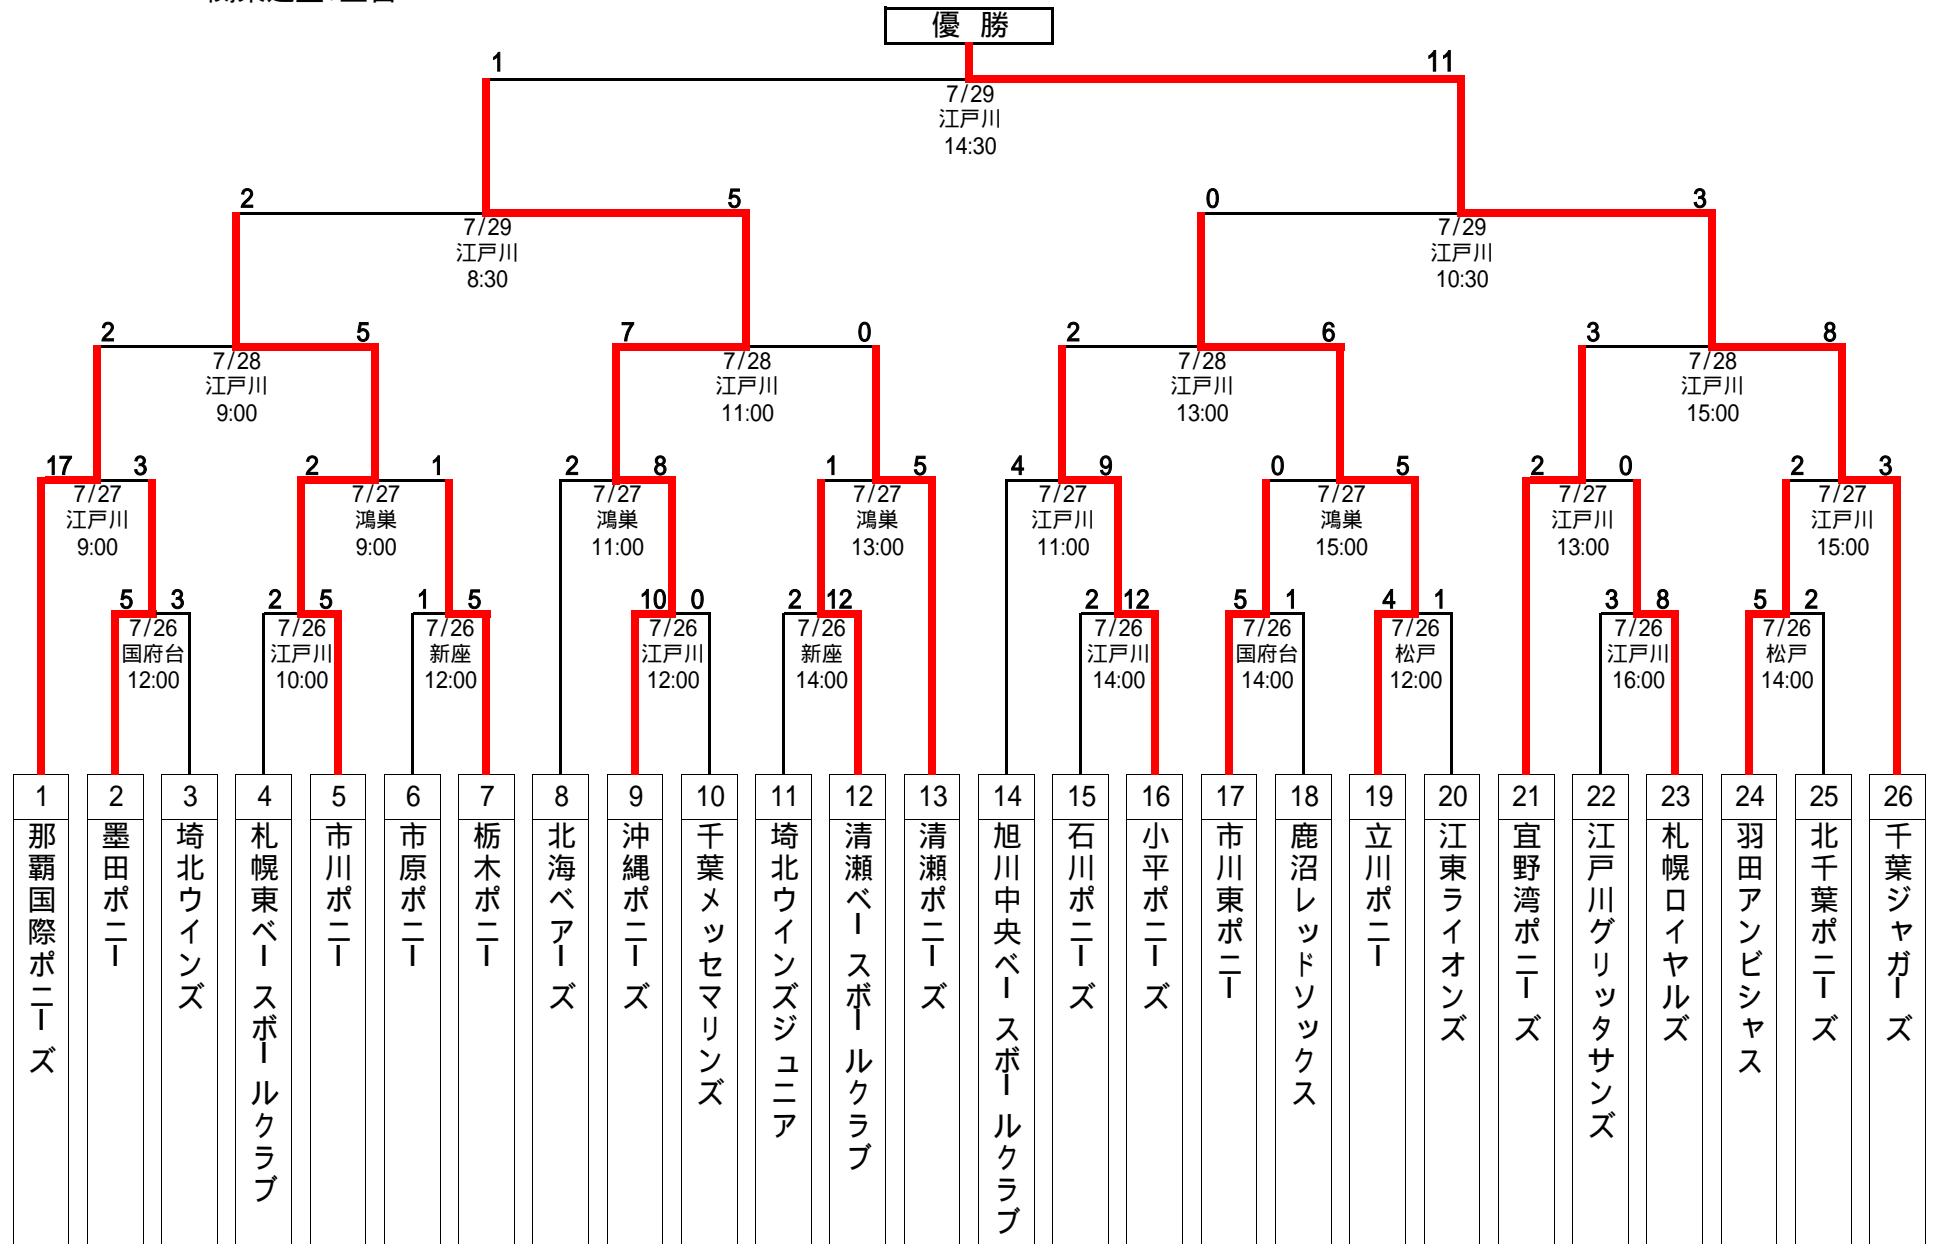 優 勝
1 11
7/29
江戸川
14:30
2 5 0 3
7/29 7/29
江戸川 江戸川
8:30 10:30
2 5 7 0 2 6 3 8
7/28 7/28 7/28 7/28
江戸川 江戸川 江戸川 江戸川
9:00 11:00 13:00 15:00
17 3 2 1 2 8 1 5 4 9 0 5 2 0 2 3
7/27 7/27 7/27 7/27 7/27 7/27 7/27 7/27
江戸川 鴻巣 鴻巣 鴻巣 江戸川 鴻巣 江戸川 江戸川
9:00 9:00 11:00 13:00 11:00 15:00 13:00 15:00
5 3 2 5 1 5 10 0 2 12 2 12 5 1 4 1 3 8 5 2
7/26 7/26 7/26 7/26 7/26 7/26 7/26 7/26 7/26 7/26
国府台 江戸川 新座 江戸川 新座 江戸川 国府台 松戸 江戸川 松戸
12:00 10:00 12:00 12:00 14:00 14:00 14:00 12:00 16:00 14:00
1 2 3 4 5 6 7 8 9 10 11 12 13 14 15 16 17 18 19 20 21 22 23 24 25 26
那覇国際ポニーズ
墨田ポニー
埼北ウインズ
札幌東ベースボールクラブ
市川ポニー
市原ポニー
栃木ポニー
北海ベアーズ
沖縄ポニーズ
千葉メッセマリンズ
埼北ウインズジュニア
清瀬ベースボールクラブ
清瀬ポニーズ
旭川中央ベースボールクラブ
石川ポニーズ
小平ポニーズ
市川東ポニー
鹿沼レッドソックス
立川ポニー
江東ライオンズ
宜野湾ポニーズ
江戸川グリッタサンズ
札幌ロイヤルズ
羽田アンビシャス
北千葉ポニーズ
千葉ジャガーズ